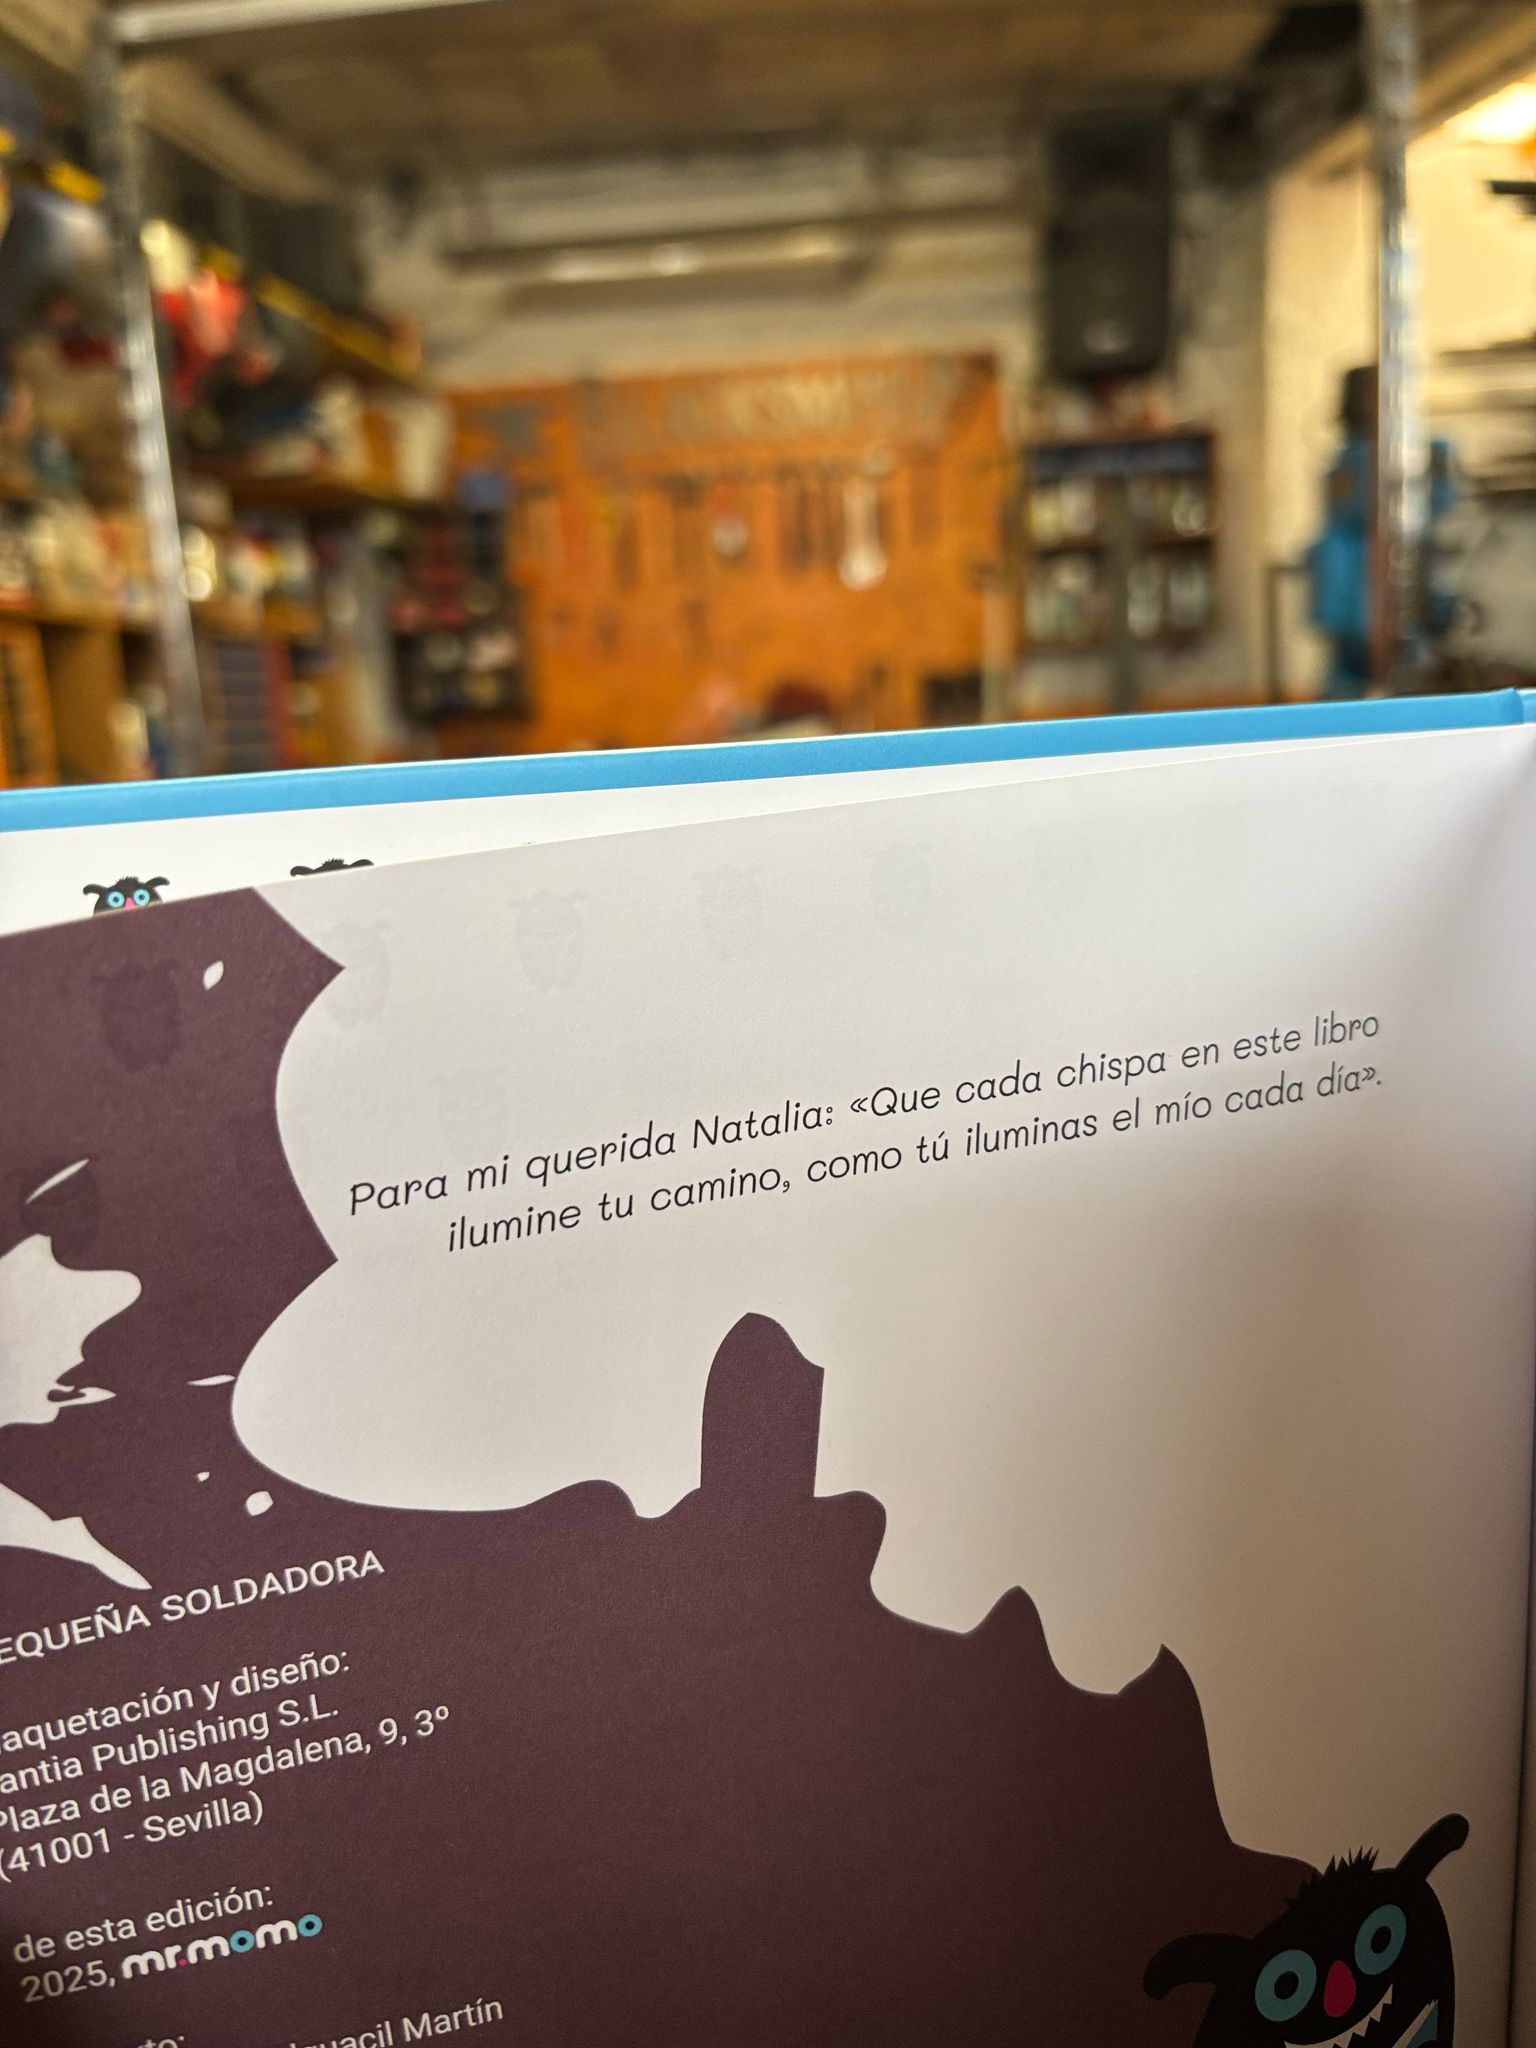 Para mi querida Natalia: «Que cada chispa en este libro
ilumine tu camino, como tú iluminas el mío cada día».
EQUEÑA SOLDADORA
aquetación y diseño:
antia Publishing S.L.
Plaza de la Magdalena, 9, 3º
(41001 - Sevilla)
de esta edición:
2025, mr.momo
Martín